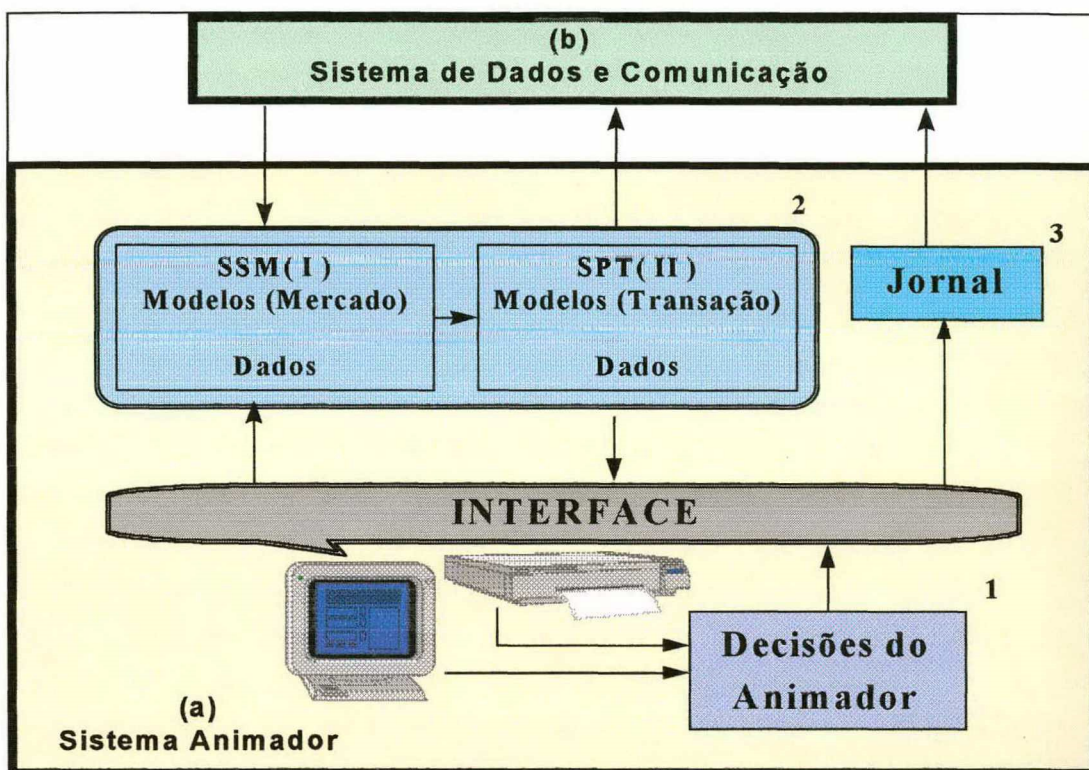 (b)
Sistema de Dados e Comunicação
2
3
SSM( I )
Modelos (Mercado)
Dados
SPT( II )
Modelos (Transação)
Dados
Jornal
INTERFACE
1
Decisões do
Animador
(a)
Sistema Animador